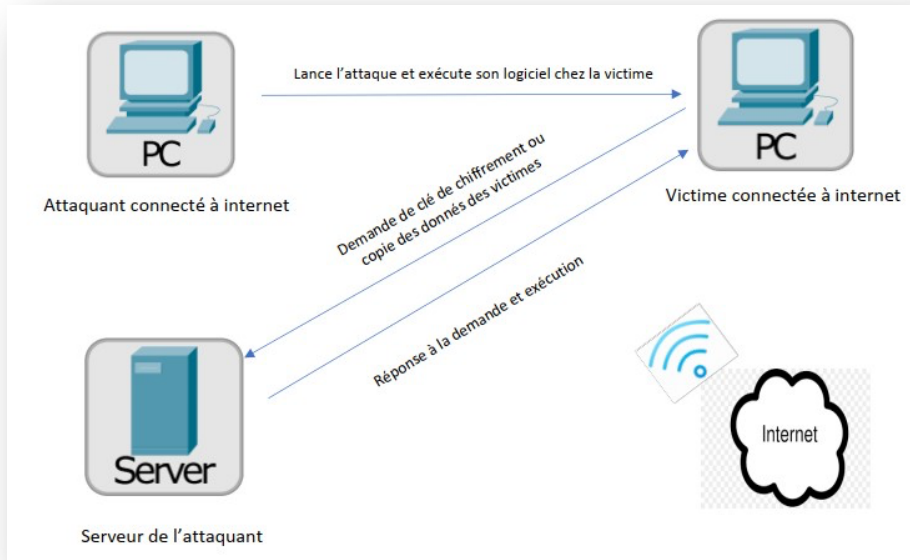 Lance l'attaque et exécute son logiciel chez la victime
PC
PC
Attaquant connecté à internet
Victime connectée à internet
Demande de clé de chiffrement ou
copie des donnés des victimes
Réponse à la demande et exécution
Internet
Server
Serveur de l'attaquant